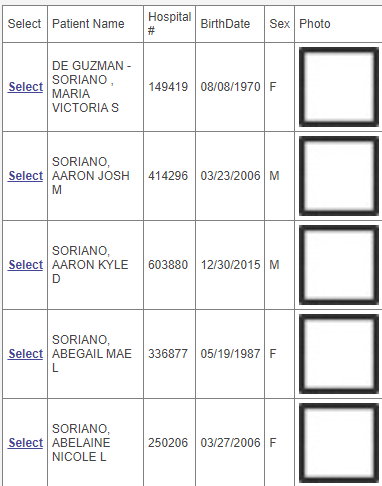 Select Patient Name Hospital # BirthDate Sex Photo
DE GUZMAN -
SORIANO ,
MARIA
VICTORIA S
Select 149419 08/08/1970 F
SORIANO,
AARON JOSH
M
Select 414296 03/23/2006 M
SORIANO,
AARON KYLE
D
Select 603880 12/30/2015 M
SORIANO,
ABEGAIL MAE
L
Select 336877 05/19/1987 F
SORIANO,
ABELAINE
NICOLE L
Select 250206 03/27/2006 F